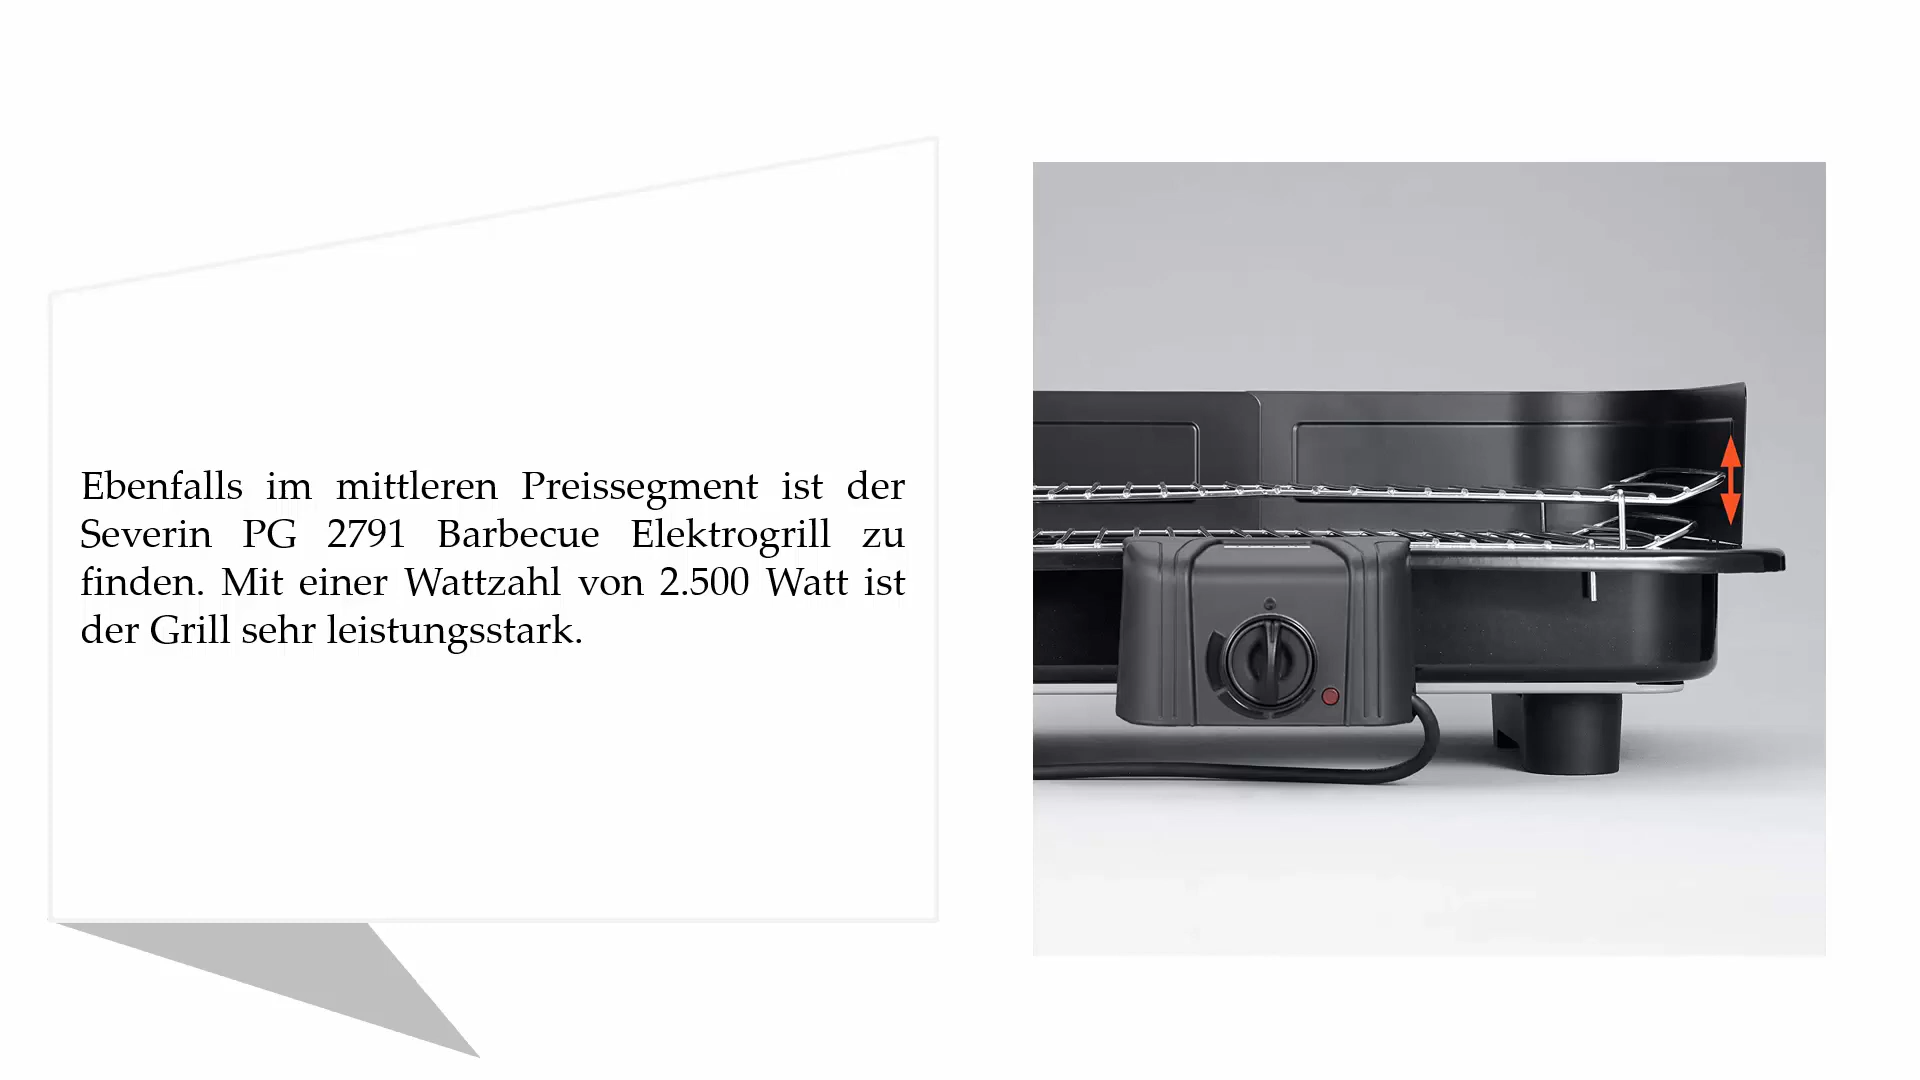 Ebenfalls im mittleren Preissegment ist der
Severin PG 2791 Barbecue Elektrogrill zu
finden. Mit einer Wattzahl von 2.500 Watt ist
der Grill sehr leistungsstark.